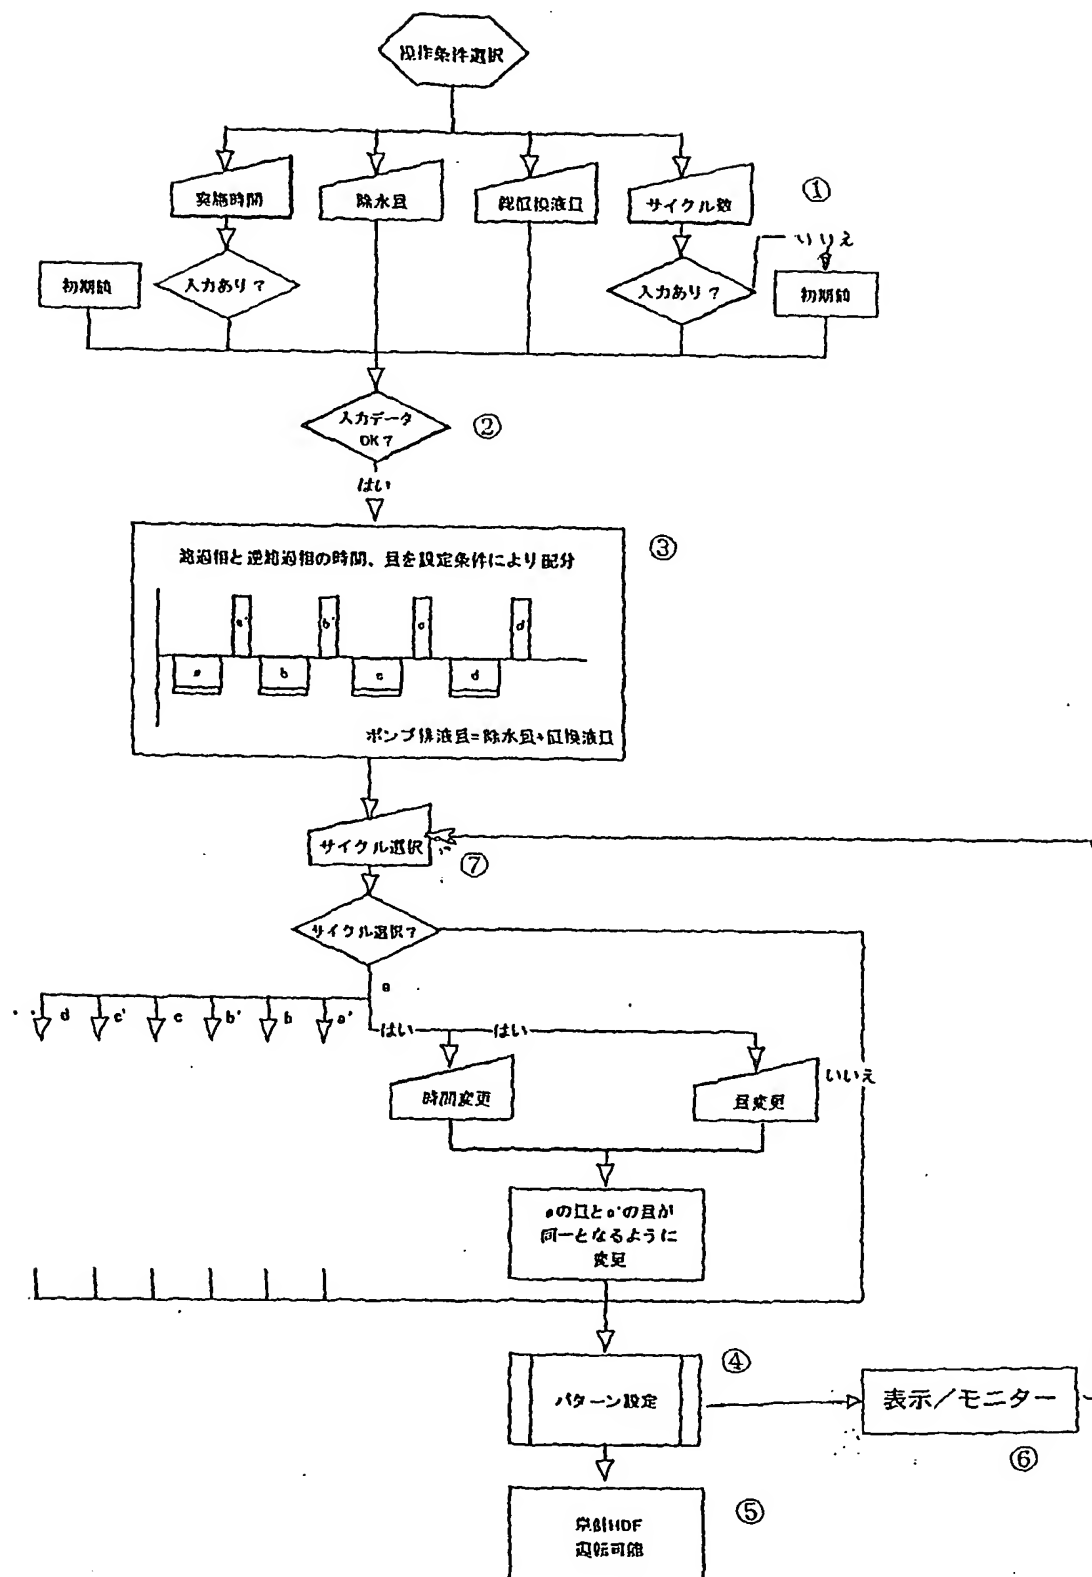 操作条件選択
実施時間
除水量
総置換液量
サイクル数
①
いいえ
初期値
入力あり？
入力あり？
初期値
入力データ
OK？
②
はい
③
濾過相と逆濾過相の時間、量を設定条件により配分
a' b' c' d'
a b c d
ポンプ排液量=除水量+置換液量
サイクル選択
⑦
サイクル選択？
a
d c' c b' b a'
はい はい
いいえ
時間変更
量変更
aの量とa'の量が
同一となるように
変更
④
パターン設定
表示／モニター
⑥
⑤
HDF
運転可能